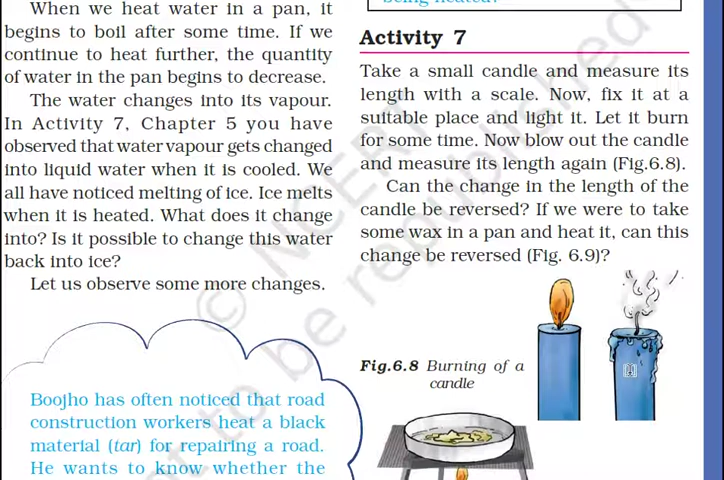 When we heat water in a pan, it
begins to boil after some time. If we
continue to heat further, the quantity
of water in the pan begins to decrease.
The water changes into its vapour.
In Activity 7, Chapter 5 you have
observed that water vapour gets changed
into liquid water when it is cooled. We
all have noticed melting of ice. Ice melts
when it is heated. What does it change
into? Is it possible to change this water
back into ice?
Let us observe some more changes.
Boojho has often noticed that road
construction workers heat a black
material (tar) for repairing a road.
He wants to know whether the
being heated?
Activity 7
Take a small candle and measure its
length with a scale. Now, fix it at a
suitable place and light it. Let it burn
for some time. Now blow out the candle
and measure its length again (Fig.6.8).
Can the change in the length of the
candle be reversed? If we were to take
some wax in a pan and heat it, can this
change be reversed (Fig. 6.9)?
Fig.6.8 Burning of a
candle
© NCERT
not to be republished